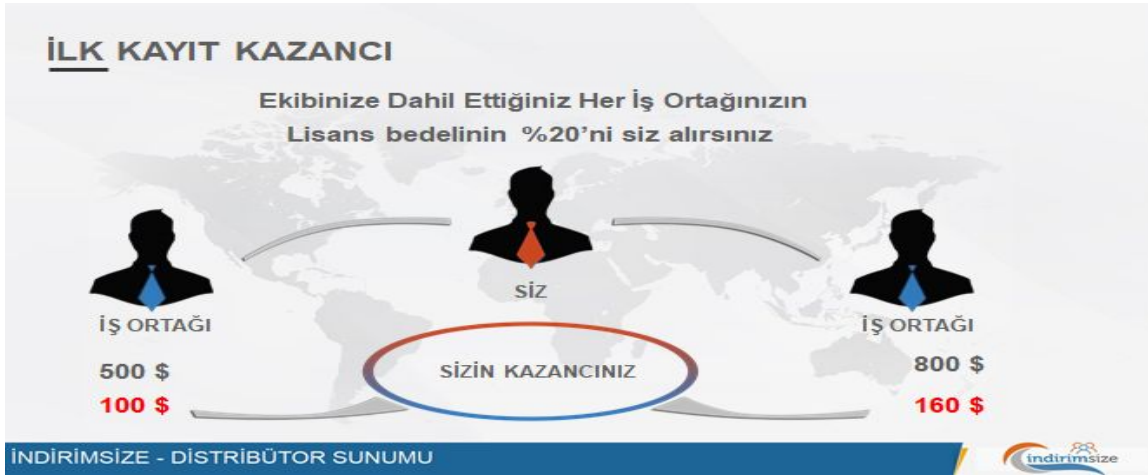 İLK KAYIT KAZANCI
Ekibinize Dahil Ettiğiniz Her İş Ortağınızın
Lisans bedelinin %20'ni siz alırsınız
SİZ
İŞ ORTAĞI
İŞ ORTAĞI
500 $
SİZİN KAZANCINIZ
800 $
100 $
160 $
İNDİRİMSİZE - DİSTRİBÜTOR SUNUMU
indirimsize